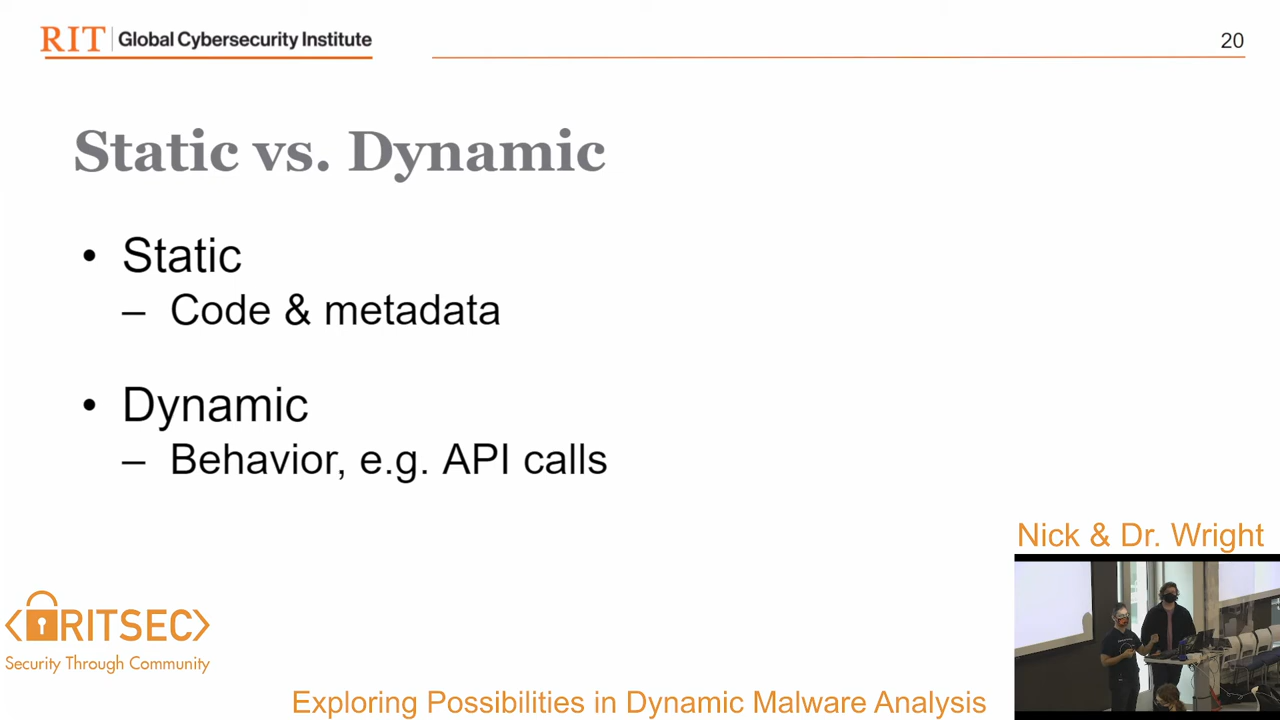 RIT Global Cybersecurity Institute
20
Static vs. Dynamic
• Static
– Code & metadata
• Dynamic
– Behavior, e.g. API calls
Nick & Dr. Wright
RITSEC
Security Through Community
Exploring Possibilities in Dynamic Malware Analysis